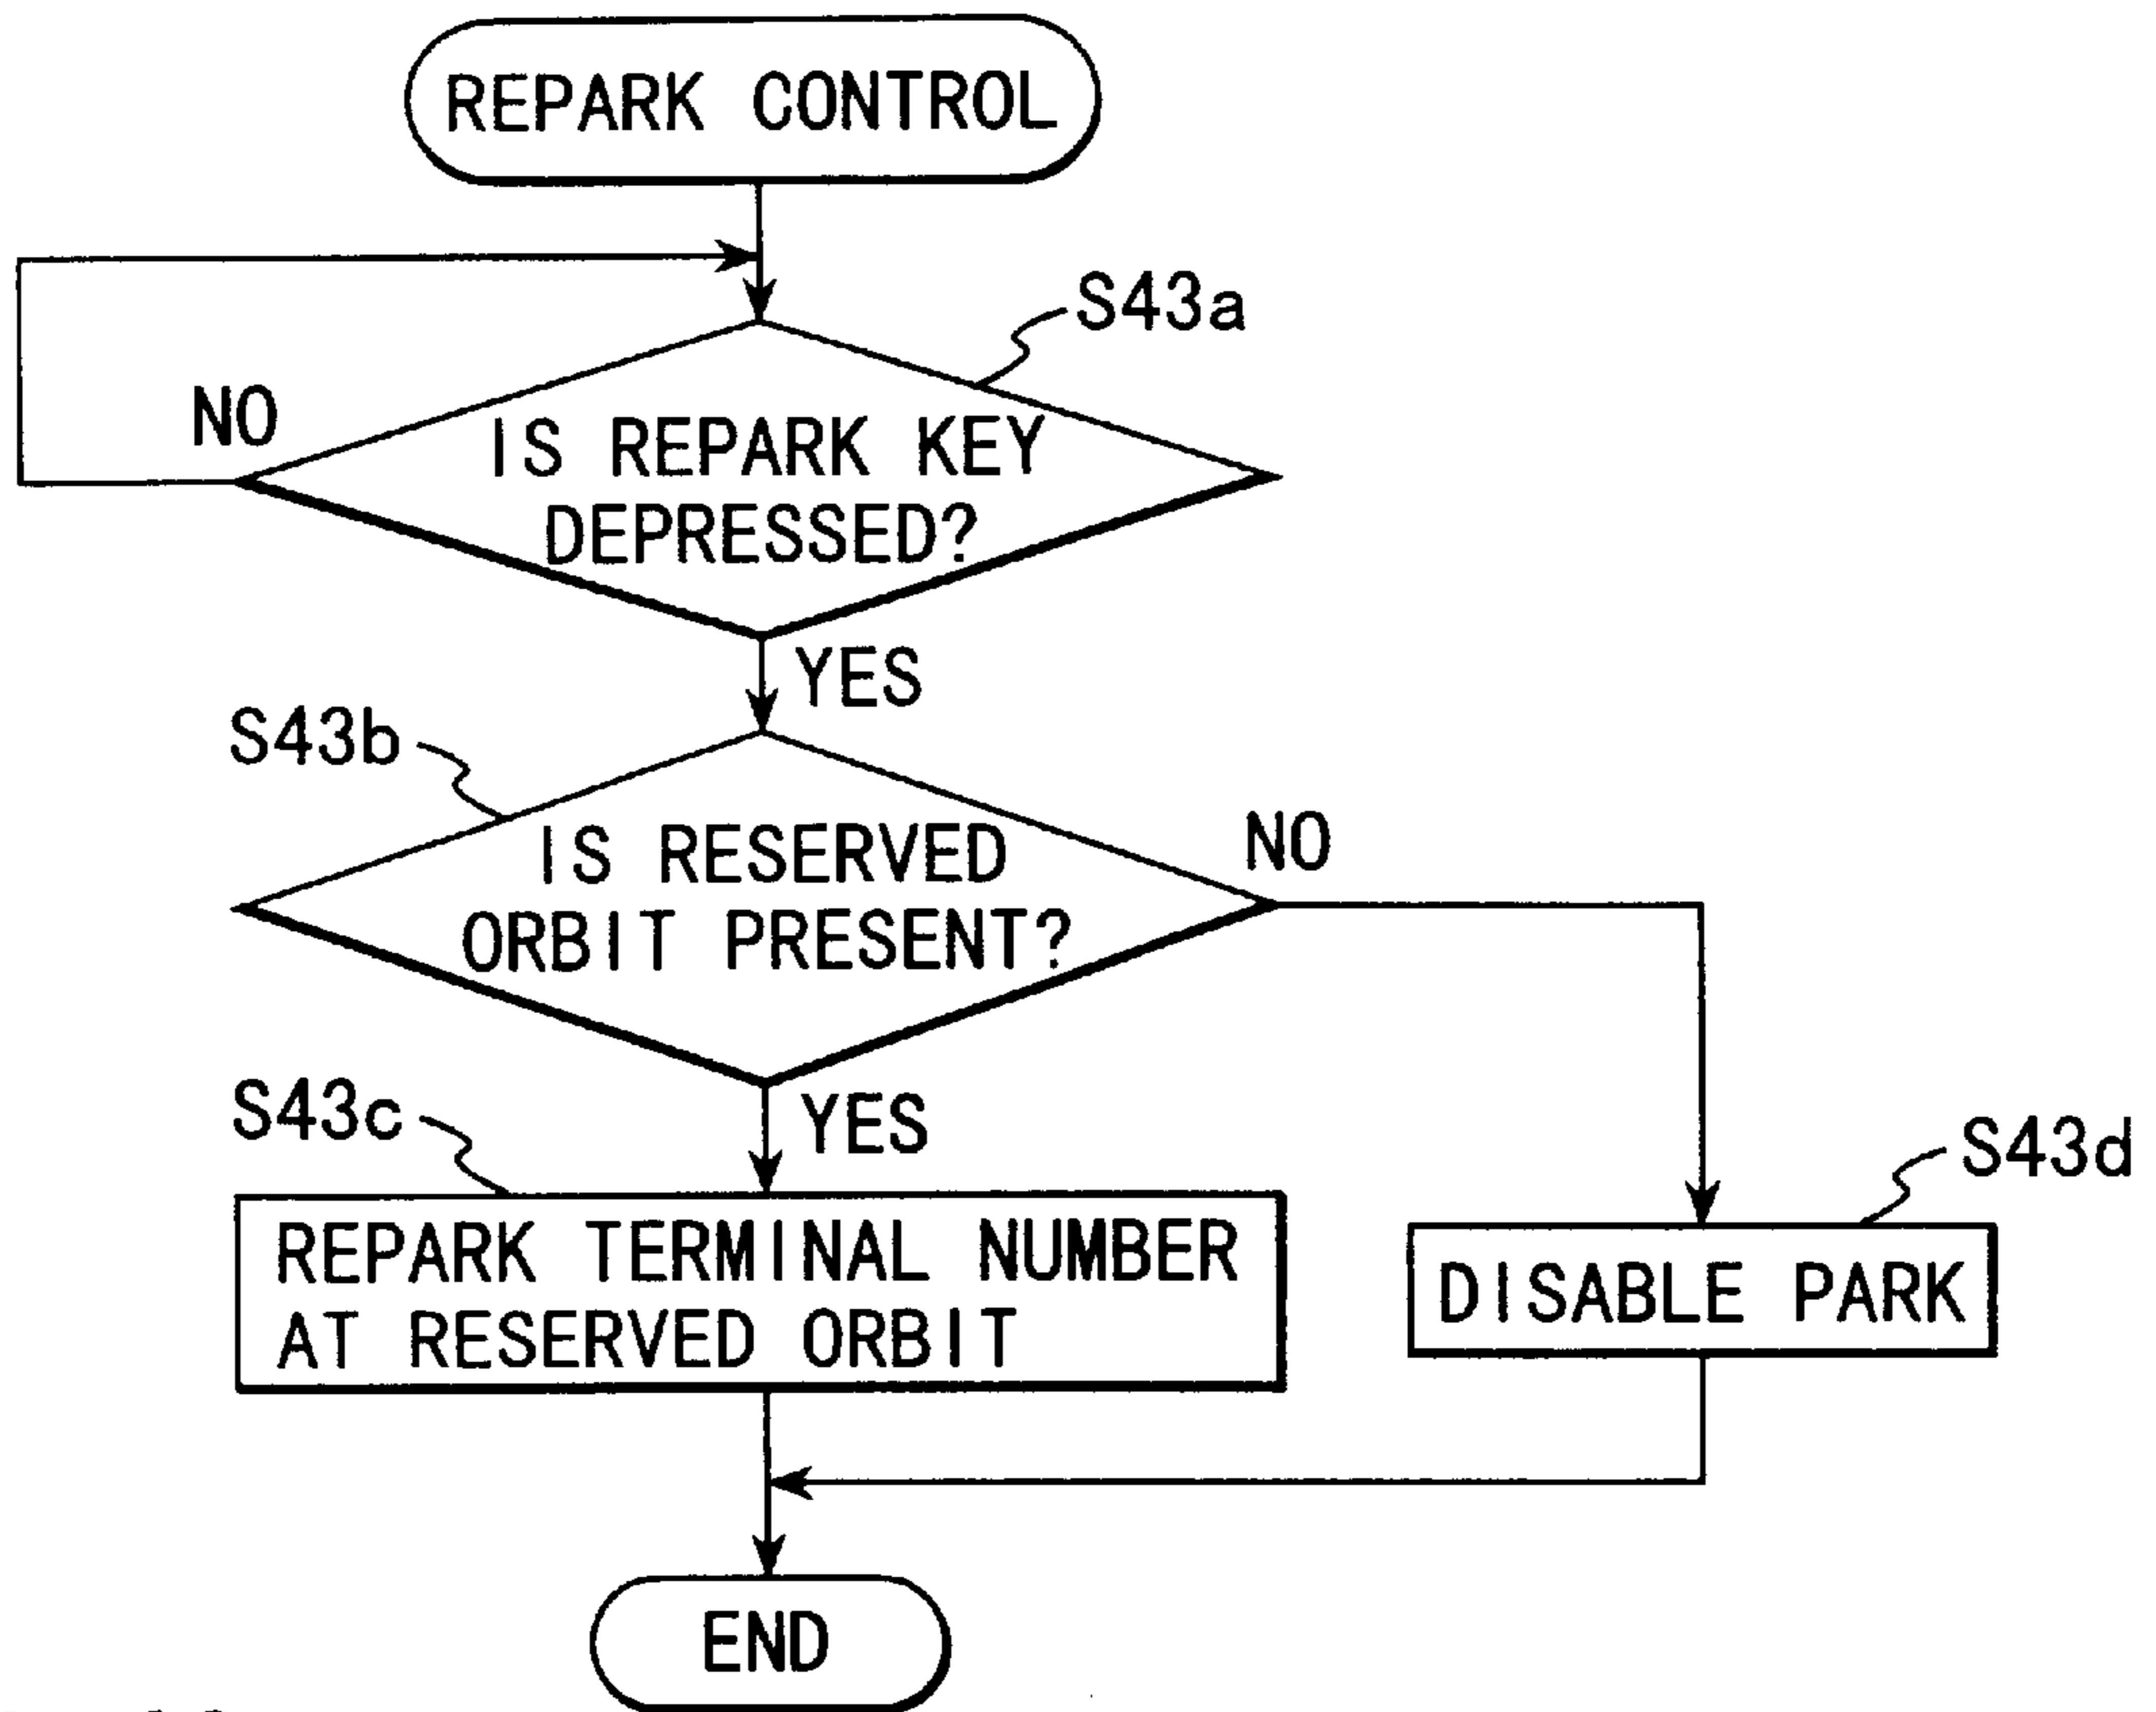 REPARK CONTROL
S43a
NO
IS REPARK KEY
DEPRESSED?
YES
S43b
IS RESERVED
ORBIT PRESENT?
NO
S43c
YES
S43d
REPARK TERMINAL NUMBER
AT RESERVED ORBIT
DISABLE PARK
END